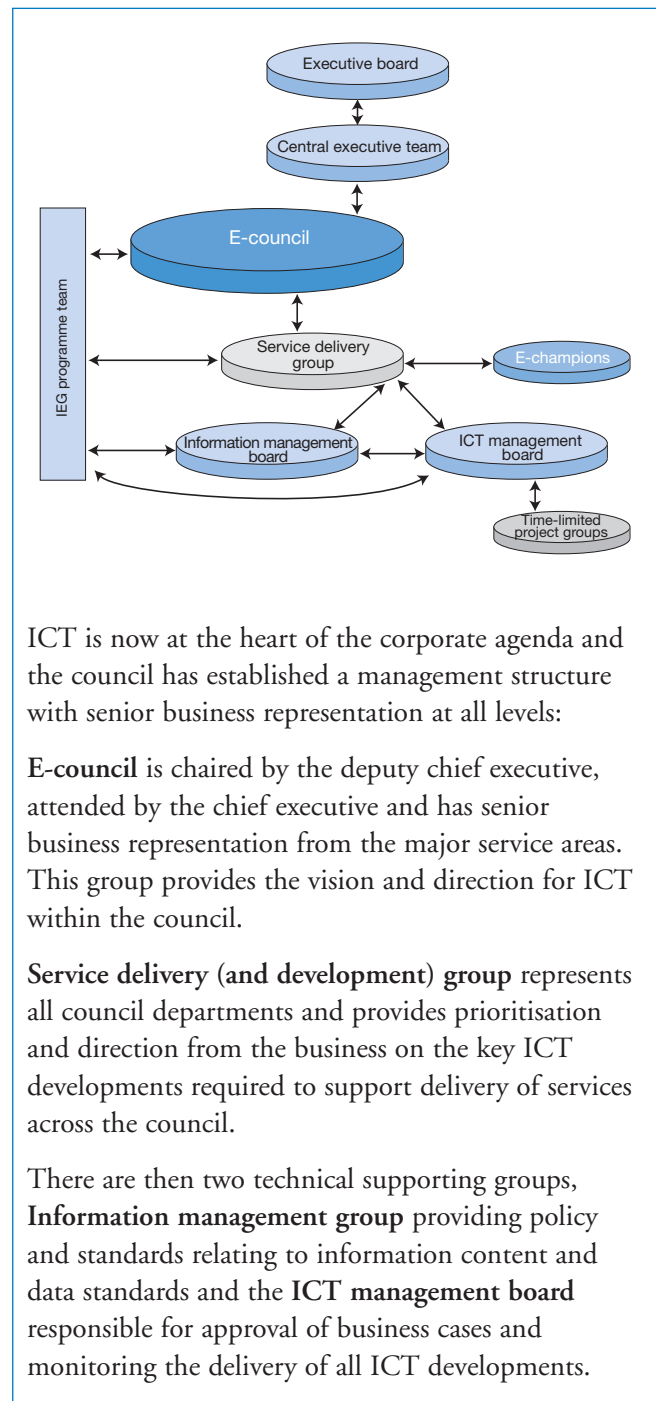 Executive board
Central executive team
E-council
IEG programme team
Service delivery
group
E-champions
Information management
board
ICT management
board
Time-limited
project groups
ICT is now at the heart of the corporate agenda and
the council has established a management structure
with senior business representation at all levels:
E-council is chaired by the deputy chief executive,
attended by the chief executive and has senior
business representation from the major service areas.
This group provides the vision and direction for ICT
within the council.
Service delivery (and development) group represents
all council departments and provides prioritisation
and direction from the business on the key ICT
developments required to support delivery of services
across the council.
There are then two technical supporting groups,
Information management group providing policy
and standards relating to information content and
data standards and the ICT management board
responsible for approval of business cases and
monitoring the delivery of all ICT developments.